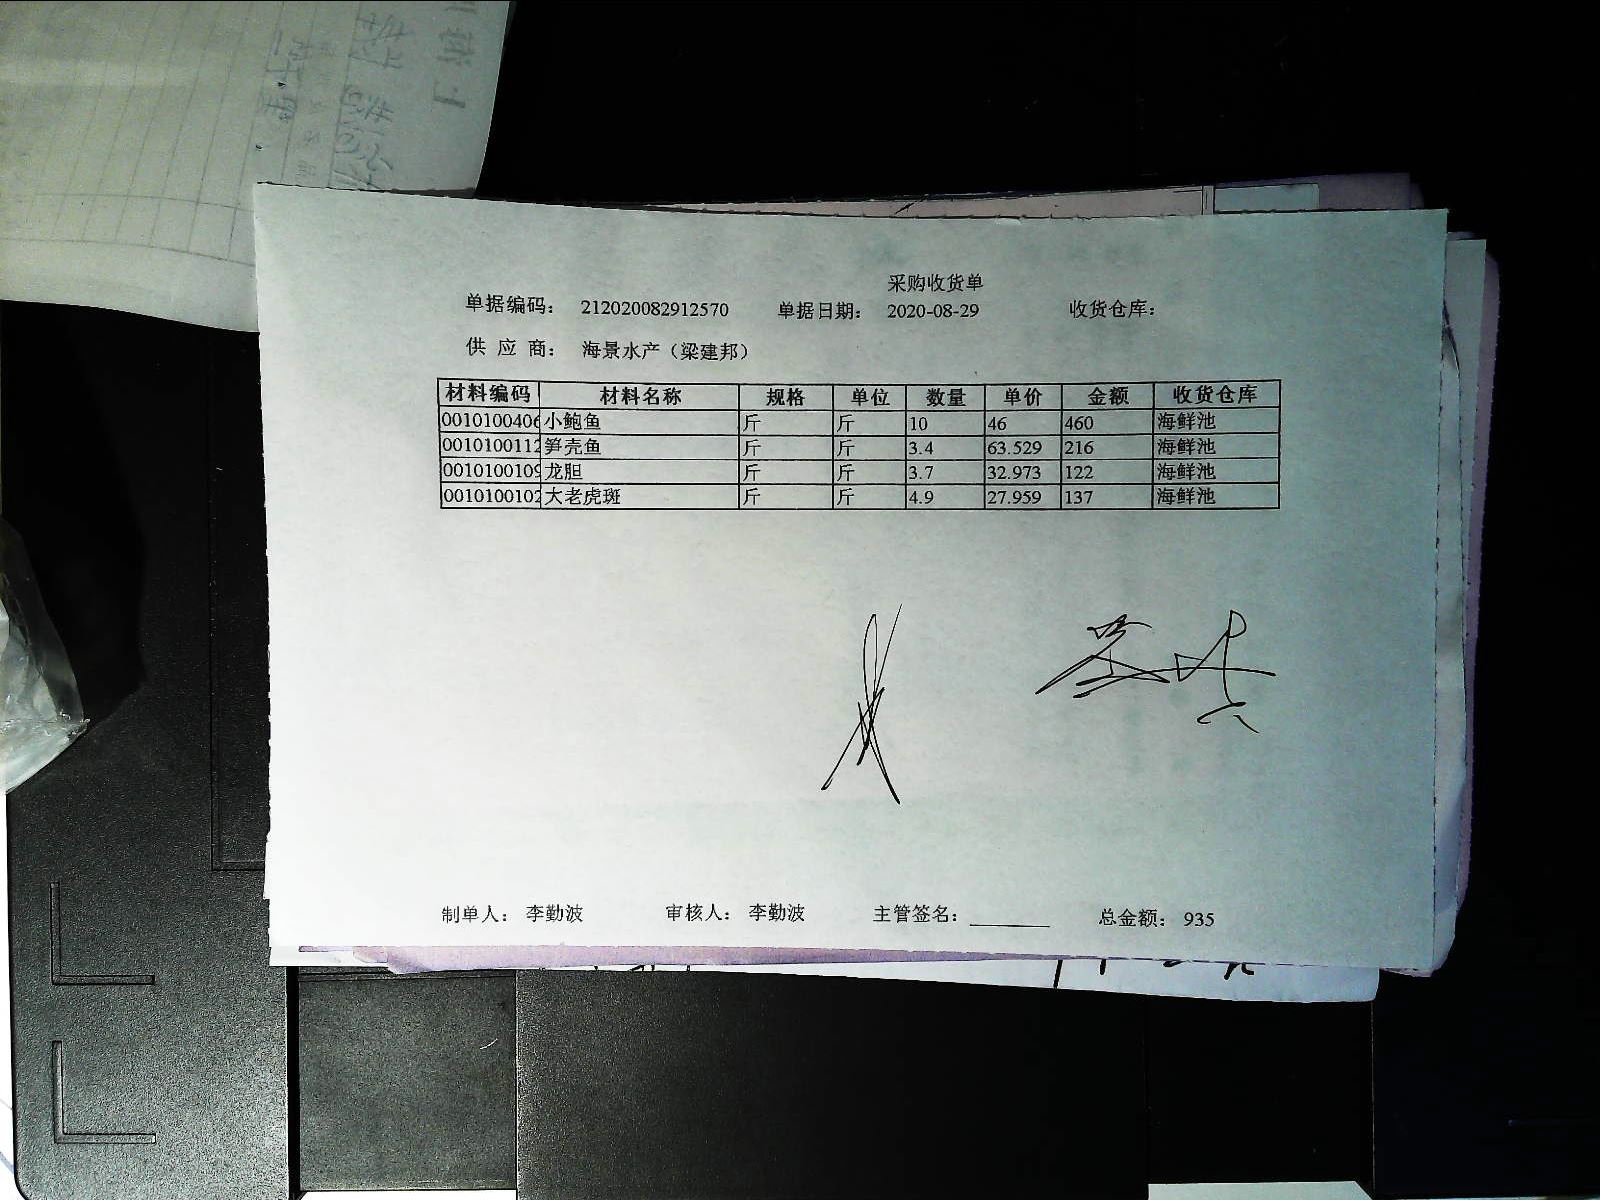 采购收货单
单据编码： 212020082912570 单据日期： 2020-08-29 收货仓库：
供 应 商： 海景水产（梁建邦）
材料编码 材料名称 规格 单位 数量 单价 金额 收货仓库
0010100406 小鲍鱼 斤 斤 10 46 460 海鲜池
0010100112 笋壳鱼 斤 斤 3.4 63.529 216 海鲜池
0010100109 龙胆 斤 斤 3.7 32.973 122 海鲜池
0010100102 大老虎斑 斤 斤 4.9 27.959 137 海鲜池
制单人： 李勤波 审核人： 李勤波 主管签名： 总金额： 935